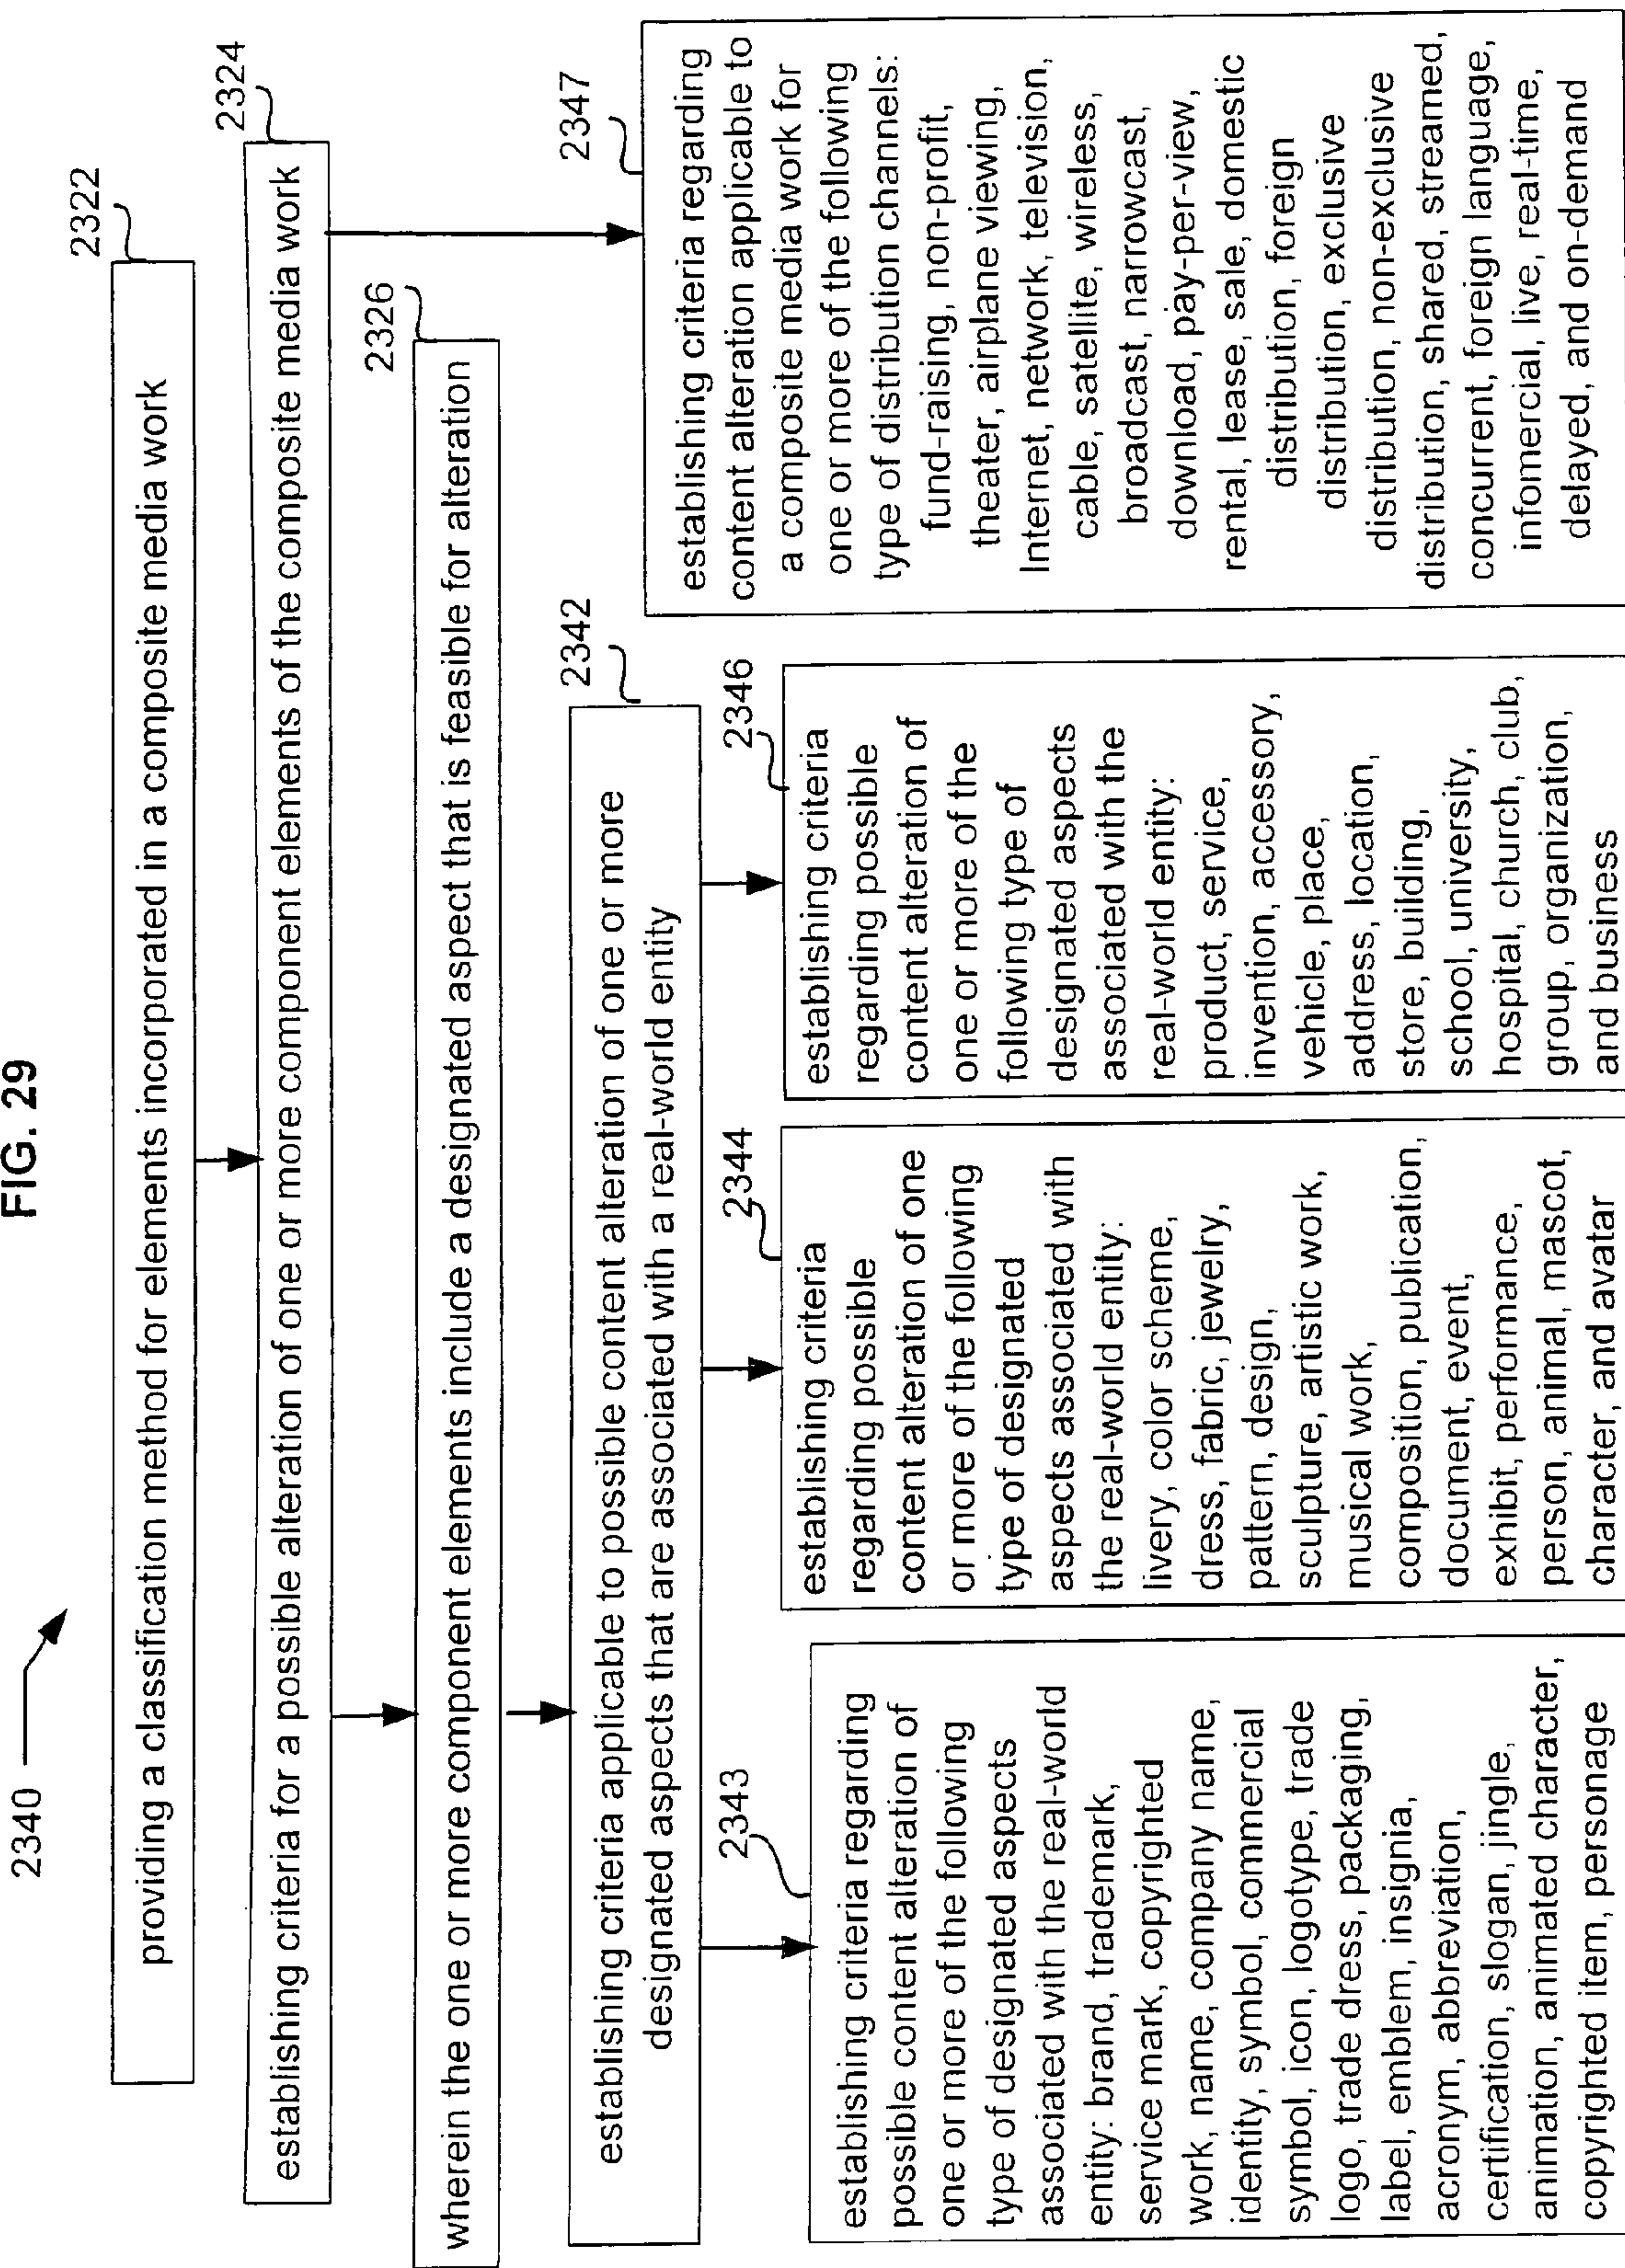 FIG. 29
2340
2322
providing a classification method for elements incorporated in a composite media work
2324
establishing criteria for a possible alteration of one or more component elements of the composite media work
2326
wherein the one or more component elements include a designated aspect that is feasible for alteration
2342
establishing criteria applicable to possible content alteration of one or more
designated aspects that are associated with a real-world entity
2343
establishing criteria regarding
possible content alteration of
one or more of the following
type of designated aspects
associated with the real-world
entity: brand, trademark,
service mark, copyrighted
work, name, company name,
identity, symbol, commercial
symbol, icon, logotype, trade
logo, trade dress, packaging,
label, emblem, insignia,
acronym, abbreviation,
certification, slogan, jingle,
animation, animated character,
copyrighted item, personage
2344
establishing criteria
regarding possible
content alteration of one
or more of the following
type of designated
aspects associated with
the real-world entity:
livery, color scheme,
dress, fabric, jewelry,
pattern, design,
sculpture, artistic work,
musical work,
composition, publication,
document, event,
exhibit, performance,
person, animal, mascot,
character, and avatar
2346
establishing criteria
regarding possible
content alteration of
one or more of the
following type of
designated aspects
associated with the
real-world entity:
product, service,
invention, accessory,
vehicle, place,
address, location,
store, building,
school, university,
hospital, church, club,
group, organization,
and business
2347
establishing criteria regarding
content alteration applicable to
a composite media work for
one or more of the following
type of distribution channels:
fund-raising, non-profit,
theater, airplane viewing,
Internet, network, television,
cable, satellite, wireless,
broadcast, narrowcast,
download, pay-per-view,
rental, lease, sale, domestic
distribution, foreign
distribution, exclusive
distribution, non-exclusive
distribution, shared, streamed,
concurrent, foreign language,
infomercial, live, real-time,
delayed, and on-demand